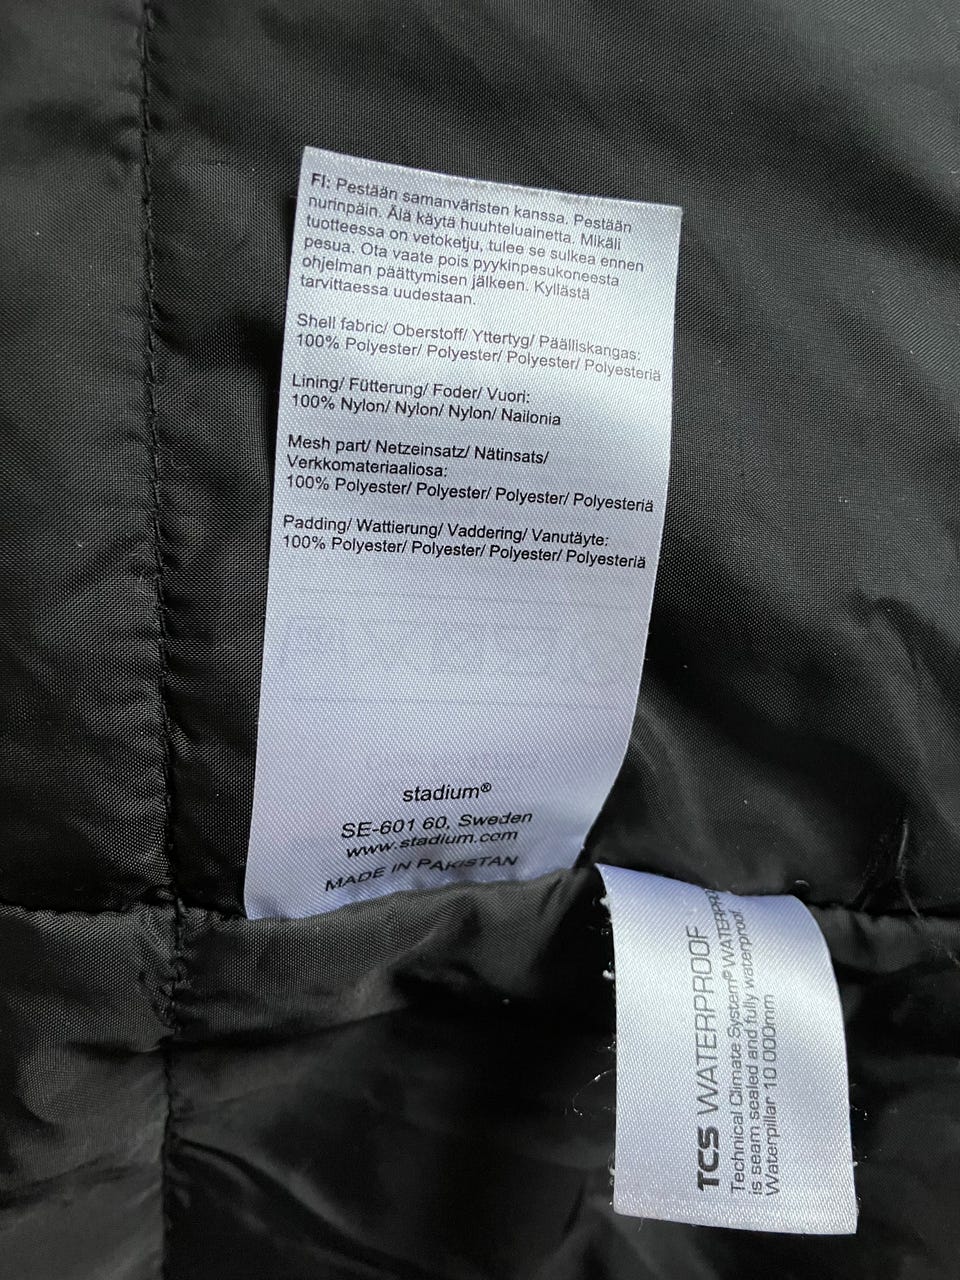 FI: Pestään samanväristen kanssa. Pestään
nurinpäin. Älä käytä huuhteluainetta. Mikäli
tuotteessa on vetoketju, tulee se sulkea ennen
pesua. Ota vaate pois pyykinpesukoneesta
ohjelman päättymisen jälkeen. Kyllästä
tarvittaessa uudestaan.
Shell fabric/ Oberstoff/ Yttertyg/ Päälliskangas:
100% Polyester/ Polyester/ Polyester/ Polyesteriä
Lining/ Fütterung/ Foder/ Vuori:
100% Nylon/ Nylon/ Nylon/ Nailonia
Mesh part/ Netzeinsatz/ Nätinsats/
Verkkomateriaaliosa:
100% Polyester/ Polyester/ Polyester/ Polyesteriä
Padding/ Wattierung/ Vaddering/ Vanutäyte:
100% Polyester/ Polyester/ Polyester/ Polyesteriä
stadium®
SE-601 60, Sweden
www.stadium.com
MADE IN PAKISTAN
TCS WATERPROOF
Technical Climate System®
is seam sealed and fully waterproof.
Waterpillar 10 000mm